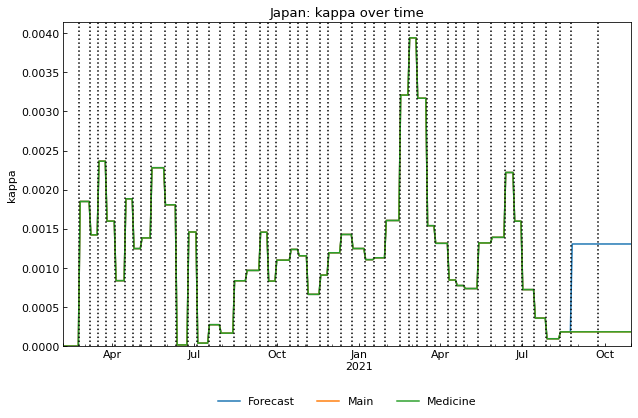 Japan: kappa over time
0.0040
0.0035
0.0030
0.0025
0.0020
0.0015
0.0010
0.0005
0.0000
kappa
Apr Jul Oct Jan Apr Jul Oct
2021
Forecast Main Medicine